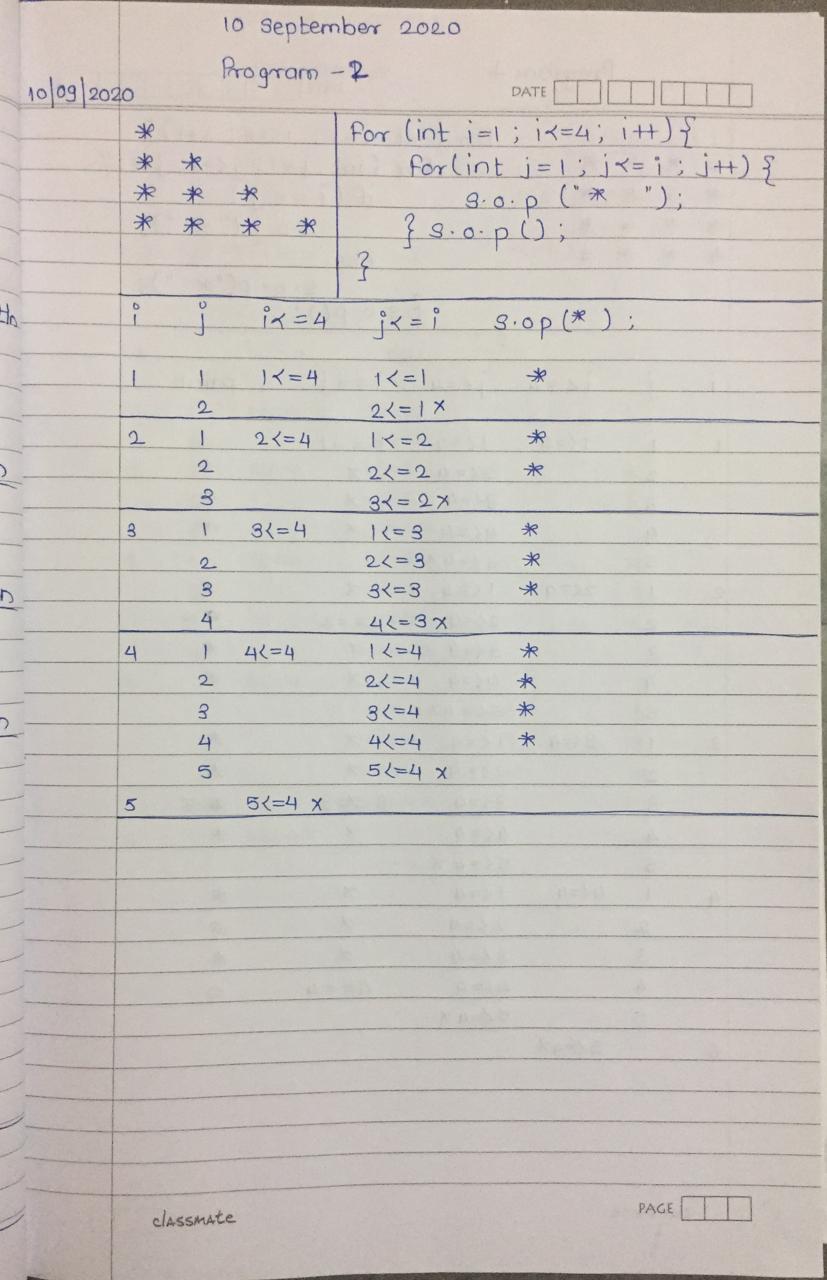 10 September 2020
Program - 2
10/09/2020
DATE
*
* *
* * *
* * * *
for (int i=1 ; i<=4; i++) {
for(int j=1 ; j<= i ; j++) {
s.o.p (" * ");
} s.o.p ();
}
i j i<=4 j<=i s.op(* ) ;
1 1 1<=4 1<=1 *
2 2<=1 x
2 1 2<=4 1<=2 *
2 2<=2 *
3 3<=2 x
3 1 3<=4 1<=3 *
2 2<=3 *
3 3<=3 *
4 4<=3 x
4 1 4<=4 1<=4 *
2 2<=4 *
3 3<=4 *
4 4<=4 *
5 5<=4 x
5 5<=4 x
classmate
PAGE